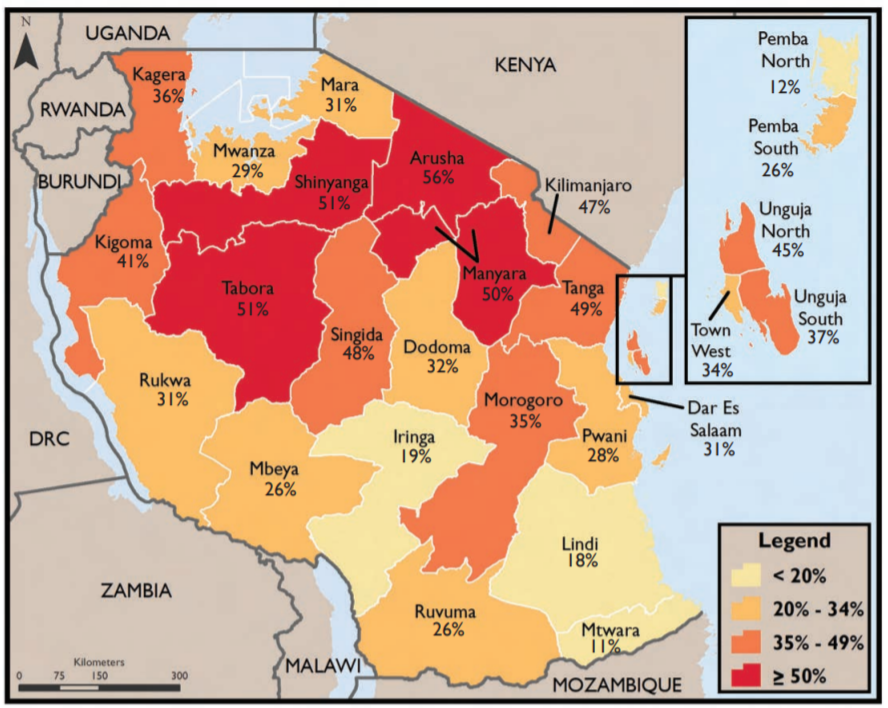 N
UGANDA
KENYA
RWANDA
BURUNDI
DRC
ZAMBIA
MALAWI
MOZAMBIQUE
Kagera
36%
Mara
31%
Mwanza
29%
Shinyanga
51%
Arusha
56%
Kilimanjaro
47%
Kigoma
41%
Tabora
51%
Manyara
50%
Tanga
49%
Singida
48%
Dodoma
32%
Rukwa
31%
Morogoro
35%
Dar Es
Salaam
31%
Pwani
28%
Iringa
19%
Mbeya
26%
Lindi
18%
Ruvuma
26%
Mtwara
11%
Pemba
North
12%
Pemba
South
26%
Unguja
North
45%
Unguja
South
37%
Town
West
34%
Legend
< 20%
20% - 34%
35% - 49%
≥ 50%
Kilometers
0 75 150 300